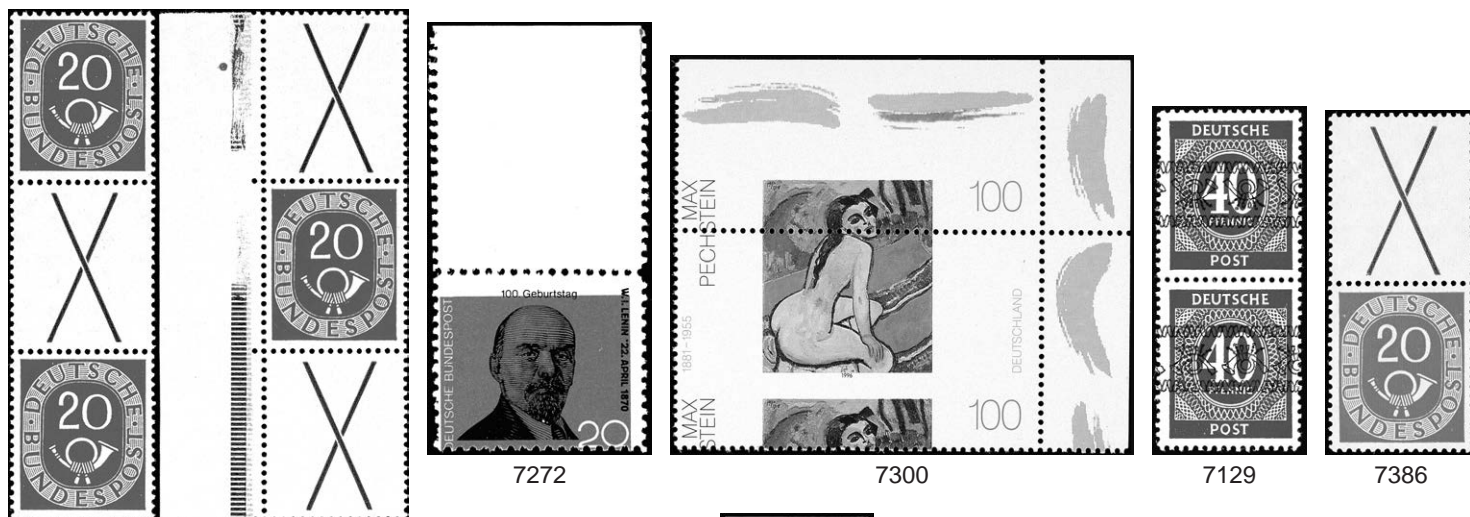 DEUTSCHE
20
BUNDESPOST
20
DEUTSCHE
BUNDESPOST
DEUTSCHE
20
BUNDESPOST
100. Geburtstag
W. I. LENIN *22. APRIL 1870
DEUTSCHE BUNDESPOST
20
7272
MAX
PECHSTEIN
100
1881–1955
DEUTSCHLAND
1996
MAX
STEIN
100
7300
DEUTSCHE
40
PFENNIG
POST
DEUTSCHE
40
PFENNIG
POST
7129
DEUTSCHE
20
BUNDESPOST
7386